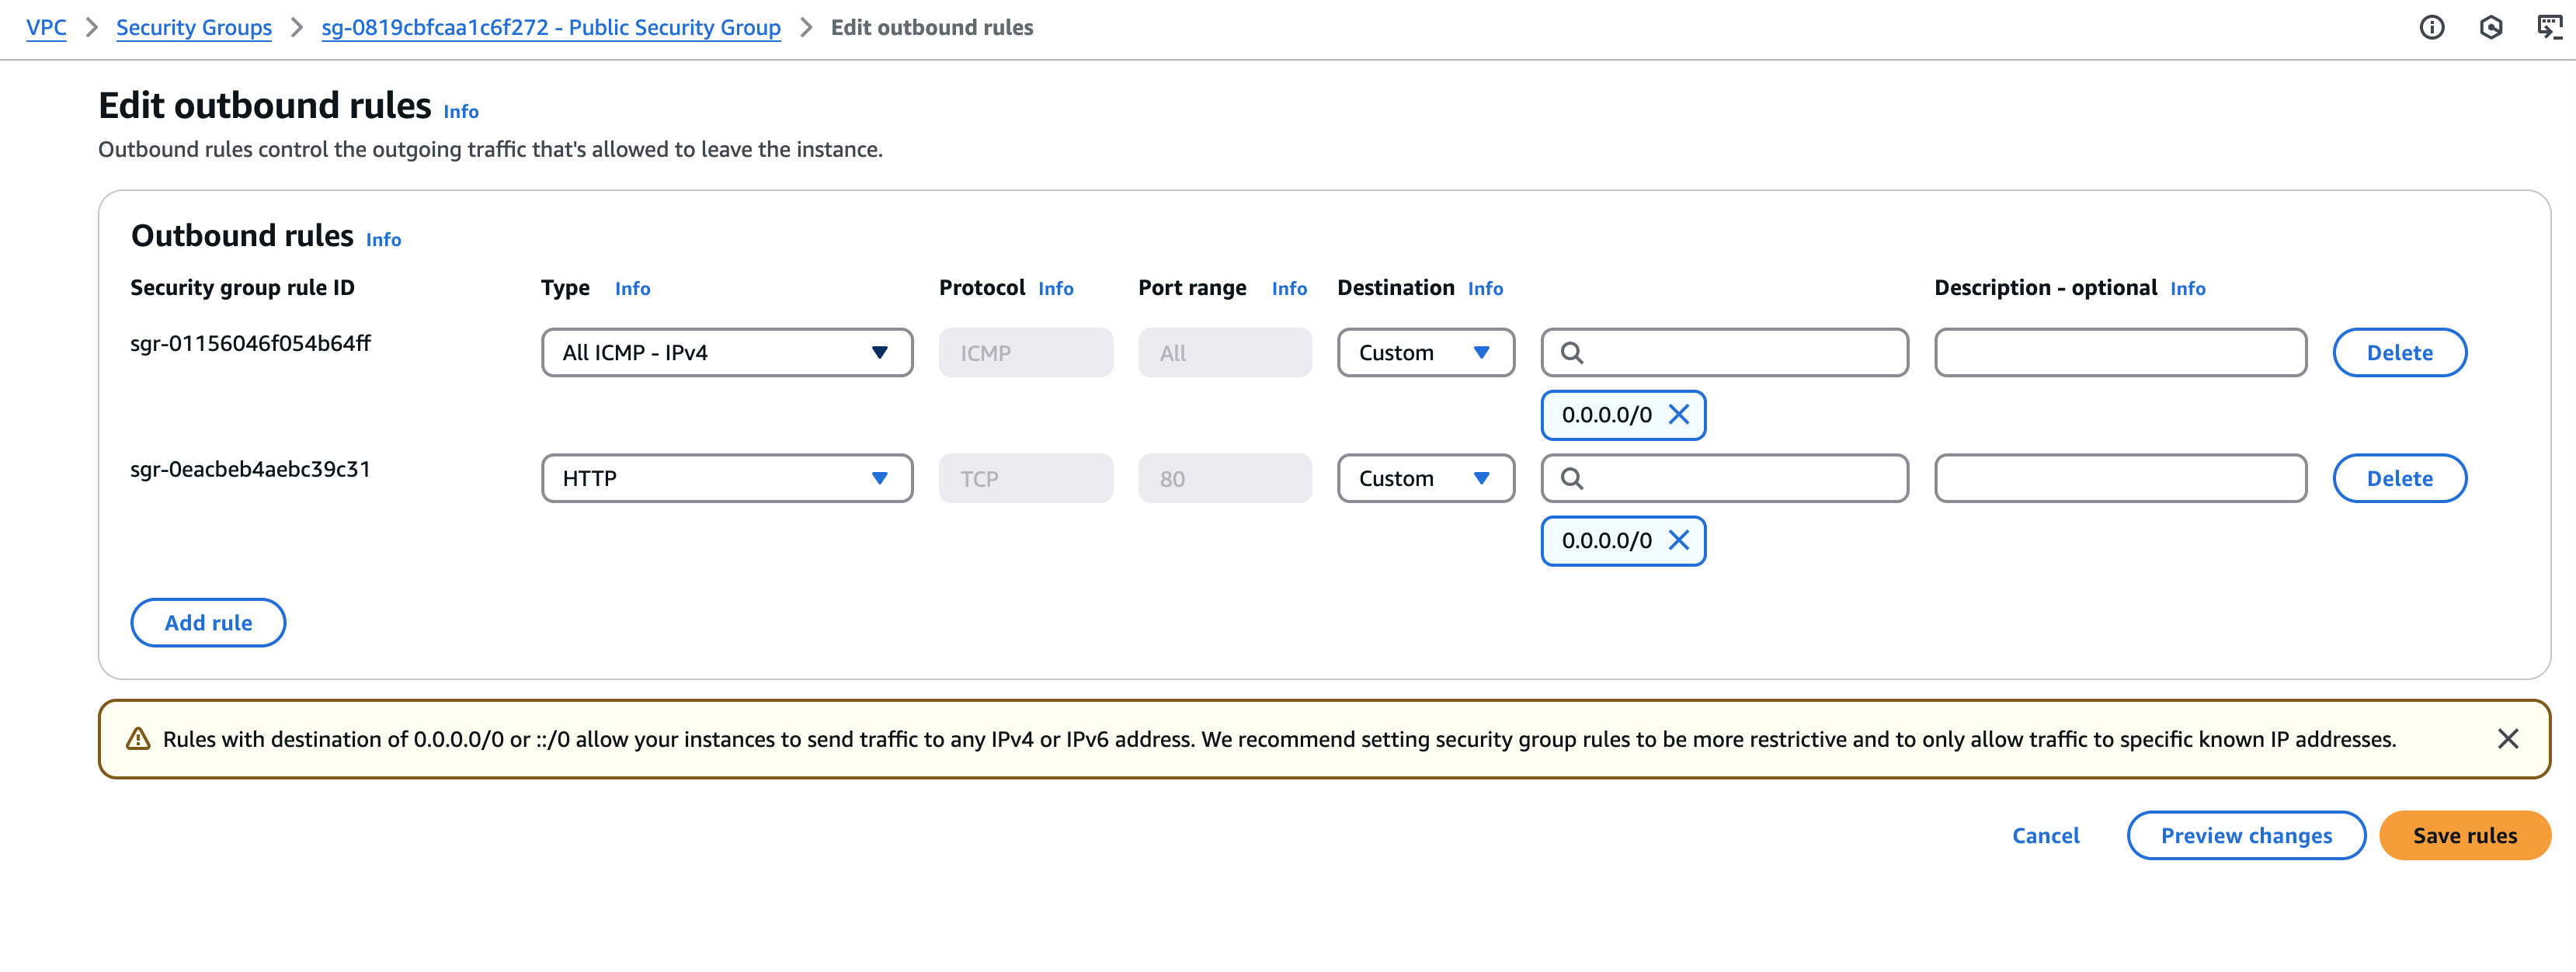 VPC > Security Groups > sg-0819cbfcaa1c6f272 - Public Security Group > Edit outbound rules
Edit outbound rules Info
Outbound rules control the outgoing traffic that's allowed to leave the instance.
Outbound rules Info
Security group rule ID Type Info Protocol Info Port range Info Destination Info Description - optional Info
sgr-01156046f054b64ff All ICMP - IPv4 ICMP All Custom Delete
0.0.0.0/0
sgr-0eacbeb4aebc39c31 HTTP TCP 80 Custom Delete
0.0.0.0/0
Add rule
Rules with destination of 0.0.0.0/0 or ::/0 allow your instances to send traffic to any IPv4 or IPv6 address. We recommend setting security group rules to be more restrictive and to only allow traffic to specific known IP addresses.
Cancel Preview changes Save rules